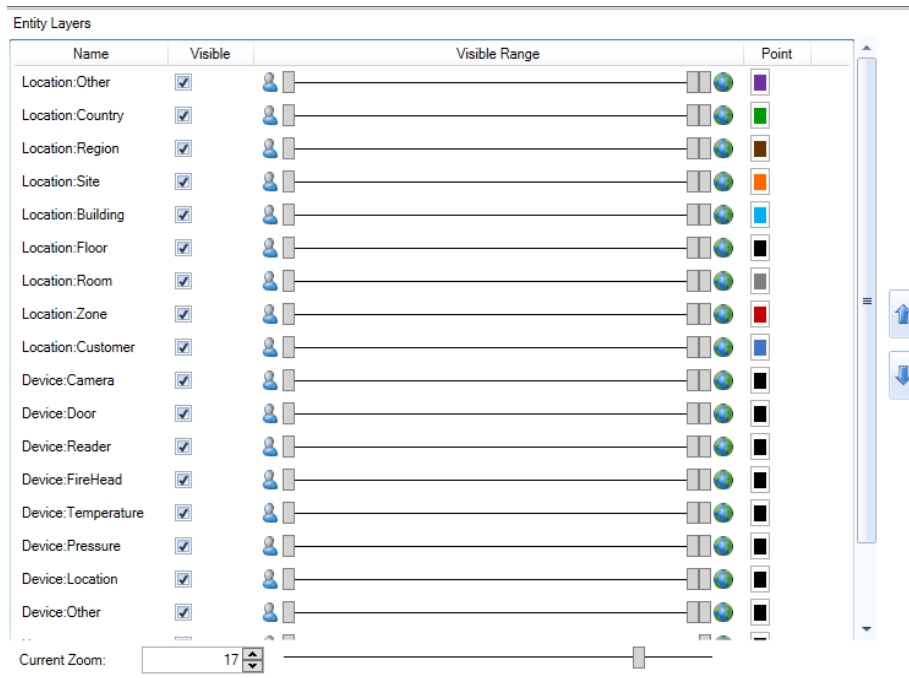 Entity Layers
Name Visible Visible Range Point
Location:Other
Location:Country
Location:Region
Location:Site
Location:Building
Location:Floor
Location:Room
Location:Zone
Location:Customer
Device:Camera
Device:Door
Device:Reader
Device:FireHead
Device:Temperature
Device:Pressure
Device:Location
Device:Other
Current Zoom: 17